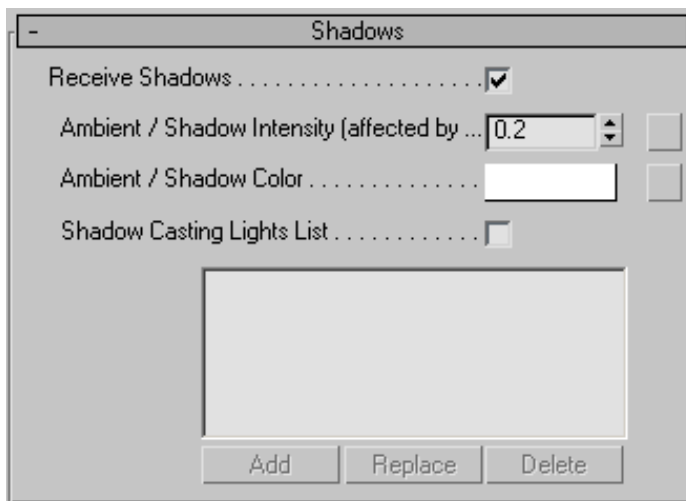 - Shadows
Receive Shadows . . . . . . . . . . . . . . . . . . . . .
Ambient / Shadow Intensity (affected by ... 0.2
Ambient / Shadow Color . . . . . . . . . . . . . .
Shadow Casting Lights List . . . . . . . . . . . .
Add Replace Delete